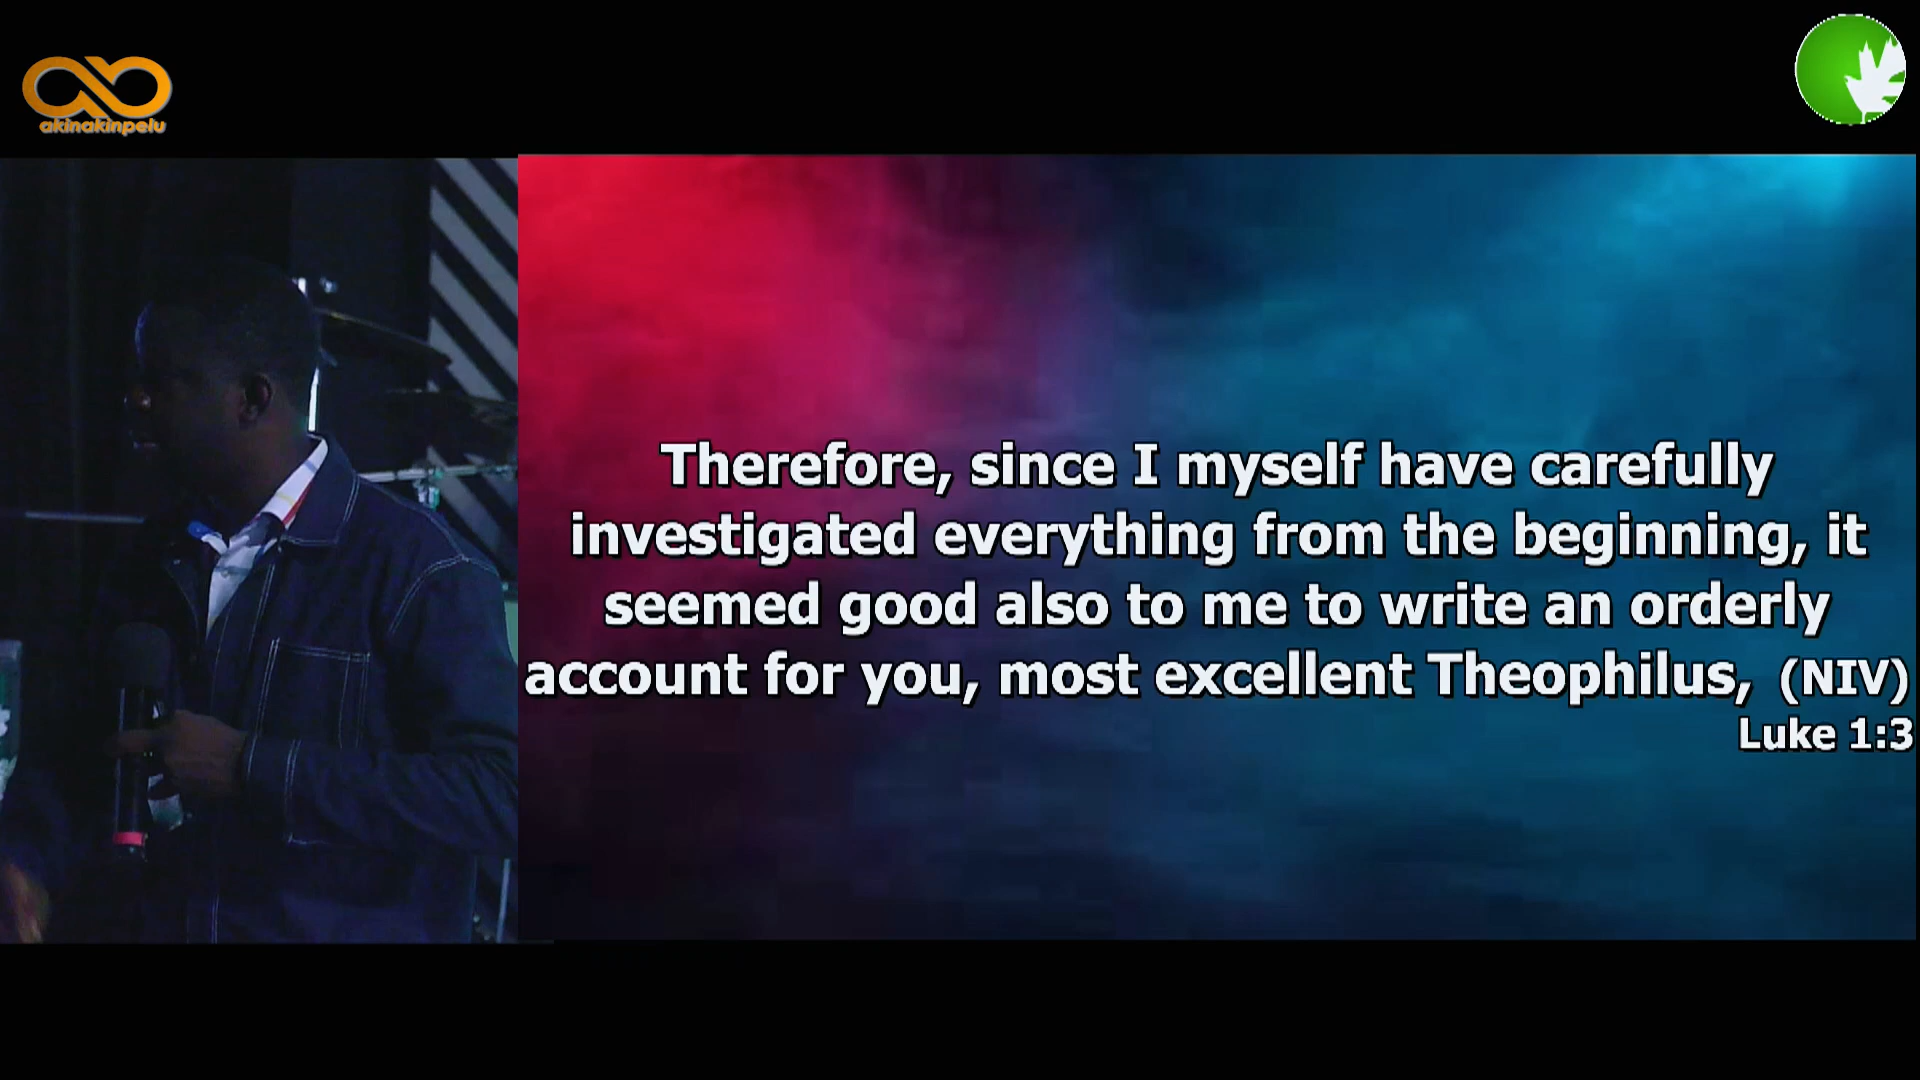 akinakinpelu
Therefore, since I myself have carefully
investigated everything from the beginning, it
seemed good also to me to write an orderly
account for you, most excellent Theophilus, (NIV)
Luke 1:3